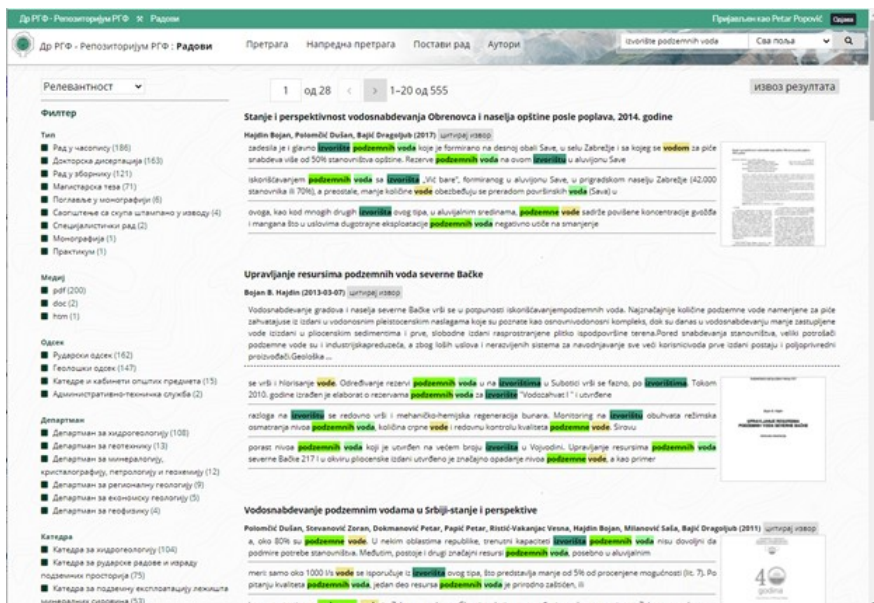 Др РГФ - Репозиторијум РГФ Радови Пријављен као Petar Popović Одјава
Др РГФ - Репозиторијум РГФ : Радови Претрага Напредна претрага Постави рад Аутори izvorište podzemnih voda Сва поља
Релевантност 1 од 28 < > 1–20 од 555 извоз резултата
Филтер
Тип
Рад у часопису (186)
Докторска дисертација (163)
Рад у зборнику (121)
Магистарска теза (71)
Поглавље у монографији (6)
Саопштење са скупа штампано у изводу (4)
Специјалистички рад (2)
Монографија (1)
Практикум (1)
Медиј
pdf (200)
doc (2)
htm (1)
Одсек
Рударски одсек (162)
Геолошки одсек (147)
Катедре и кабинети општих предмета (15)
Административно-техничка служба (2)
Департман
Департман за хидрогеологију (108)
Департман за геотехнику (13)
Департман за минералогију,
кристалографију, петрологију и геохемију (12)
Департман за регионалну геологију (9)
Департман за економску геологију (5)
Департман за геофизику (4)
Катедра
Катедра за хидрогеологију (104)
Катедра за рударске радове и израду
подземних просторија (75)
Катедра за подземну експлоатацију лежишта
минералних сировина (53)
Stanje i perspektivnost vodosnabdevanja Obrenovca i naselja opštine posle poplava, 2014. godine
Hajdin Bojan, Polomčić Dušan, Bajić Dragoljub (2017) цитирај извор
zadesila je i glavno izvorište podzemnih voda koje je formirano na desnoj obali Save, u selu Zabrežje i sa kojeg se vodom za piće
snabdeva više od 50% stanovništva opštine. Rezerve podzemnih voda na ovom izvorištu u aluvijonu Save
iskorišćavanjem podzemnih voda sa izvorišta „Vić bare", formiranog u aluvijonu Save, u prigradskom naselju Zabrežje (42.000
stanovnika ili 70%), a preostale, manje količine vode obezbeđuju se preradom površinskih voda (Sava) u
ovoga, kao kod mnogih drugih izvorišta ovog tipa, u aluvijalnim sredinama, podzemne vode sadrže povišene koncentracije gvožđa
i mangana što u uslovima dugotrajne eksploatacije podzemnih voda negativno utiče na smanjenje
Upravljanje resursima podzemnih voda severne Bačke
Bojan B. Hajdin (2013-03-07) цитирај извор
Vodosnabdevanje gradova i naselja severne Bačke vrši se u potpunosti iskorišćavanjempodzemnih voda. Najznačajnije količine podzemnih vode namenjene za piće
zahvatajuse iz izdani u vodonosnim pleistocenskim naslagama koje su poznate kao osnovnivodonosni kompleks, dok su danas u vodosnabdevanju manje zastupljene
vode izizdani u pliocenskim sedimentima i prve, slobodne izdani rasprostranjene plitko isterena.Pored snabdevanja stanovništva, veliki potrošači
podzemne vode su i industrijskapreduzeća, a zbog loših uslova i nerazvijenih sistema za navodnjavanje sve veći korisnicivoda prve izdani postaju i poljoprivredni
proizvođači.Geološka ...
se vrši i hlorisanje vode. Određivanje rezervi podzemnih voda u na izvorištima u Subotici vrši se fazno, po izvorištima. Tokom
2010. godine izrađen je elaborat o rezervama podzemnih voda za izvorište "Vodozahvat I " i utvrđene
razloga na izvorištu se redovno vrši i mehaničko-hemijska regeneracija bunara. Monitoring na izvorištu obuhvata režimska
osmatranja nivoa podzemnih voda, količina crpne vode i redovnu kontrolu kvaliteta podzemne vode. Sirovu
porast nivoa podzemnih voda koji je utvrđen na većem broju izvorišta u Vojvodini. Upravljanje resursima podzemnih voda
severne Bačke 217 I u okviru pliocenske izdani utvrđeno je značajno opadanje nivoa podzemne vode, a kao primer
UPRAVLJANJE RESURSIMA
PODZEMNIH VODA SEVERNE BAČKE
Vodosnabdevanje podzemnim vodama u Srbiji-stanje i perspektive
Polomčić Dušan, Stevanović Zoran, Dokmanović Petar, Papić Petar, Ristić-Vakanjac Vesna, Hajdin Bojan, Milanović Saša, Bajić Dragoljub (2011) цитирај извор
a, oko 80% su podzemne vode. U nekim oblastima republike, trenutni kapaciteti izvorišta podzemnih voda nisu dovoljni da
podmire potrebe stanovništva. Međutim, postoje i drugi značajni resursi podzemnih voda, posebno u aluvijalnim
meri: samo oko 1000 l/s vode se isporučuje iz izvorišta ovog tipa, što predstavlja manje od 5% od procenjene mogućnosti (lit. 7). Po
pitanju kvaliteta podzemnih voda, jedan deo resursa podzemnih voda je prirodno zaštićen, ili
40
godina